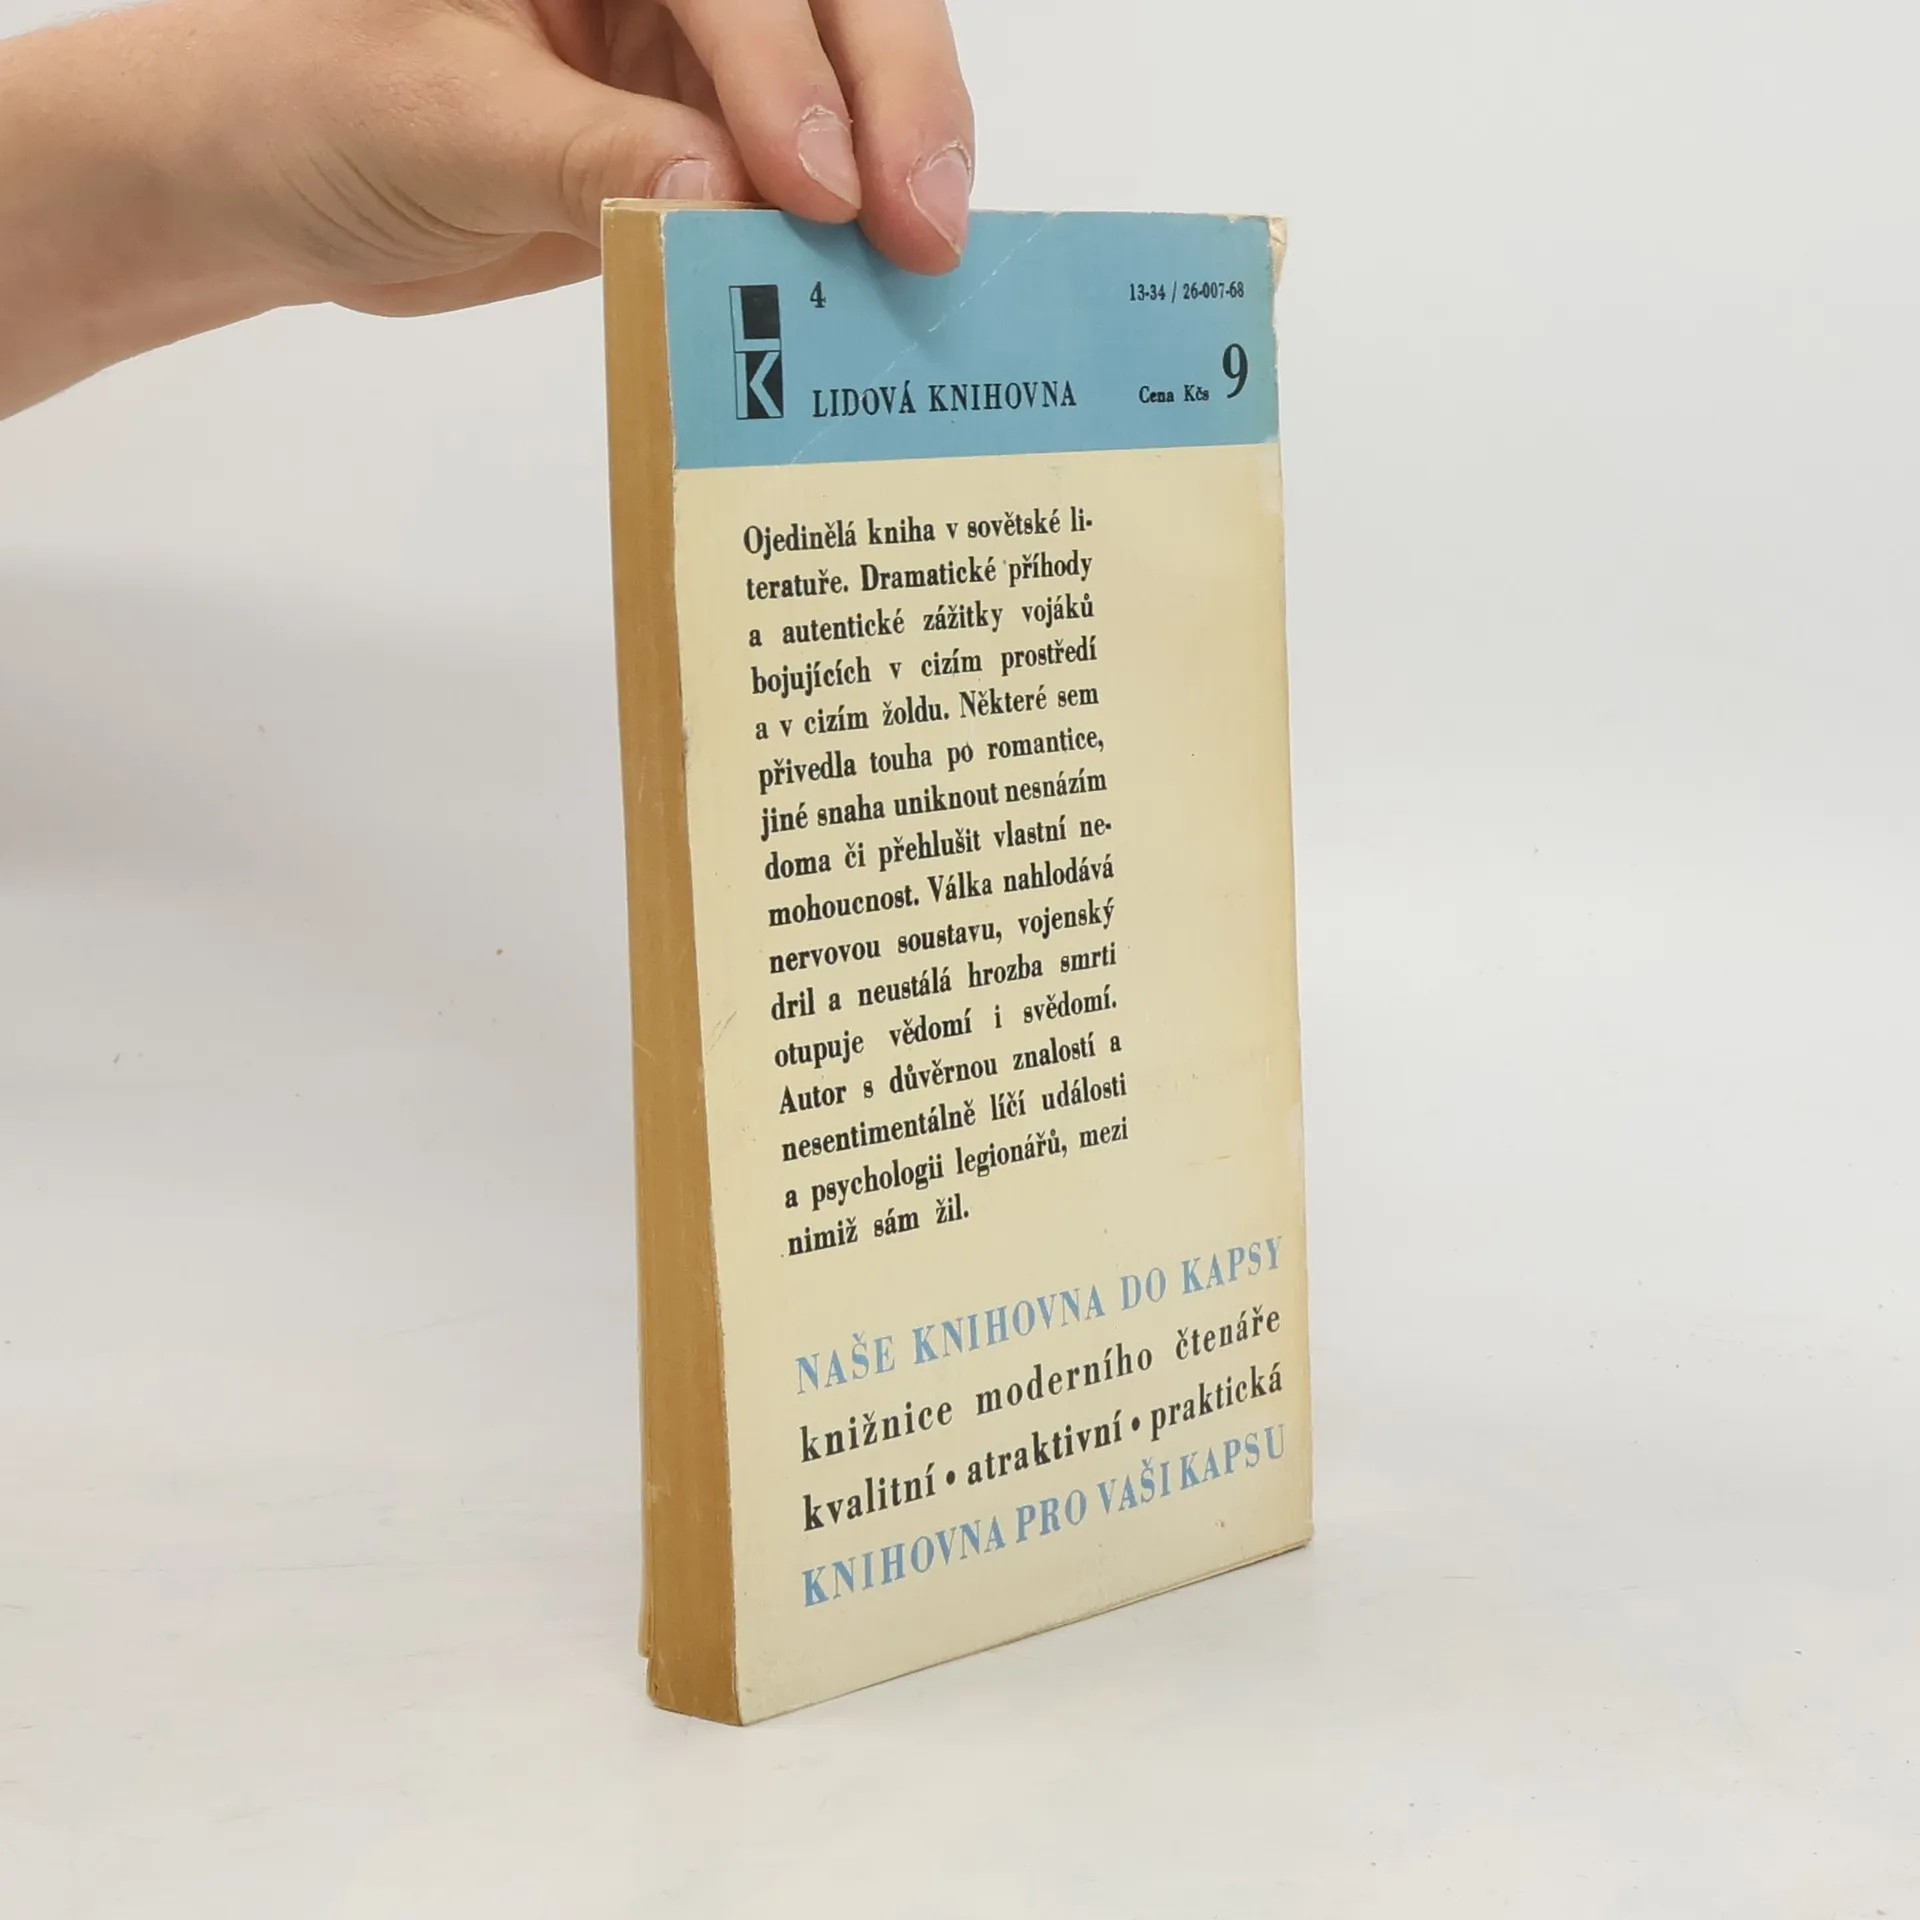 LK
4
13-34 / 26-007-68
LIDOVÁ KNIHOVNA
Cena Kčs 9
Ojedinělá kniha v sovětské li-
teratuře. Dramatické příhody
a autentické zážitky vojáků
bojujících v cizím prostředí
a v cizím žoldu. Některé sem
přivedla touha po romantice,
jiné snaha uniknout nesnázím
doma či přehlušit vlastní ne-
mohoucnost. Válka nahlodává
nervovou soustavu, vojenský
dril a neustálá hrozba smrti
otupuje vědomí i svědomí.
Autor s důvěrnou znalostí a
nesentimentálně líčí události
a psychologii legionářů, mezi
nimiž sám žil.
NAŠE KNIHOVNA DO KAPSY
knižnice moderního čtenáře
kvalitní • atraktivní • praktická
KNIHOVNA PRO VAŠI KAPSU